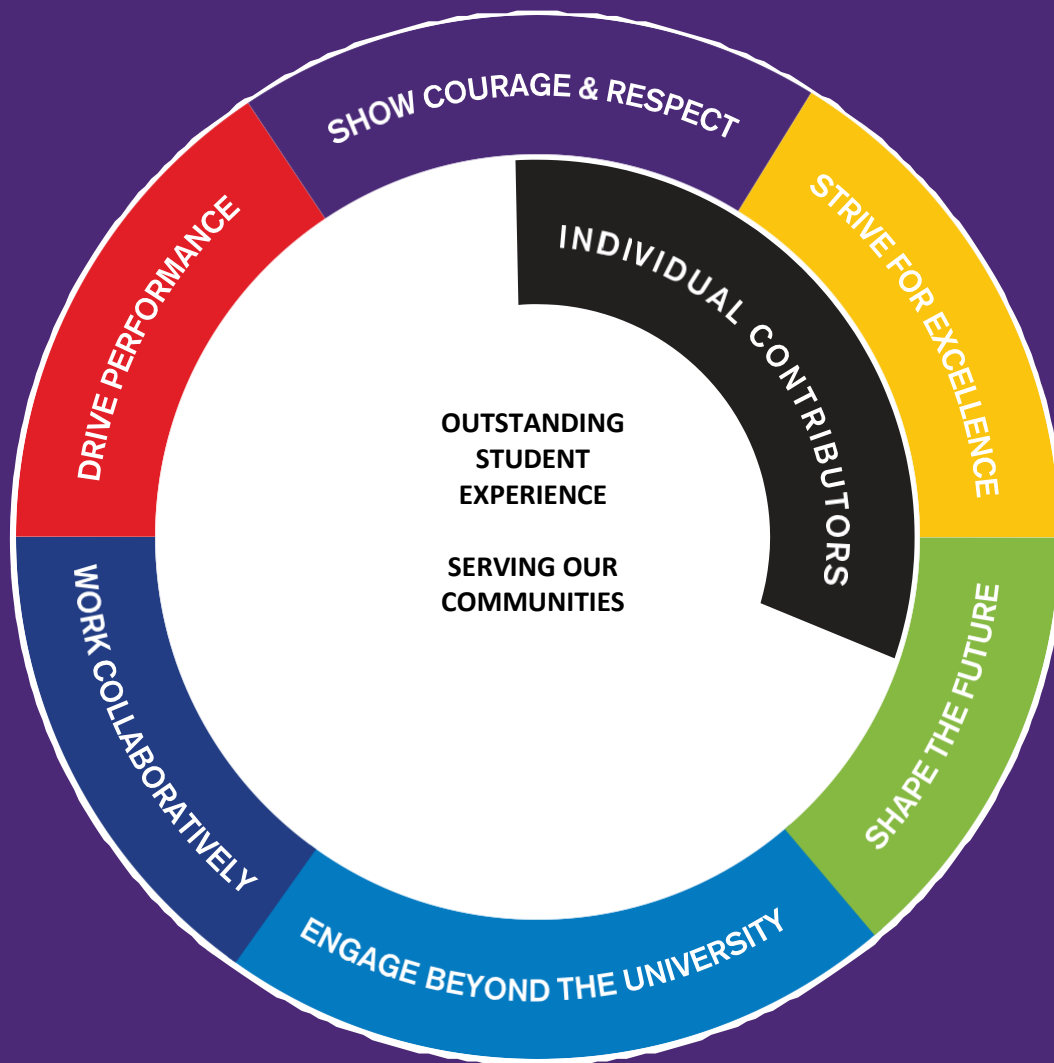 SHOW COURAGE & RESPECT
STRIVE FOR EXCELLENCE
SHAPE THE FUTURE
ENGAGE BEYOND THE UNIVERSITY
WORK COLLABORATIVELY
DRIVE PERFORMANCE
INDIVIDUAL CONTRIBUTORS
OUTSTANDING
STUDENT
EXPERIENCE
SERVING OUR
COMMUNITIES